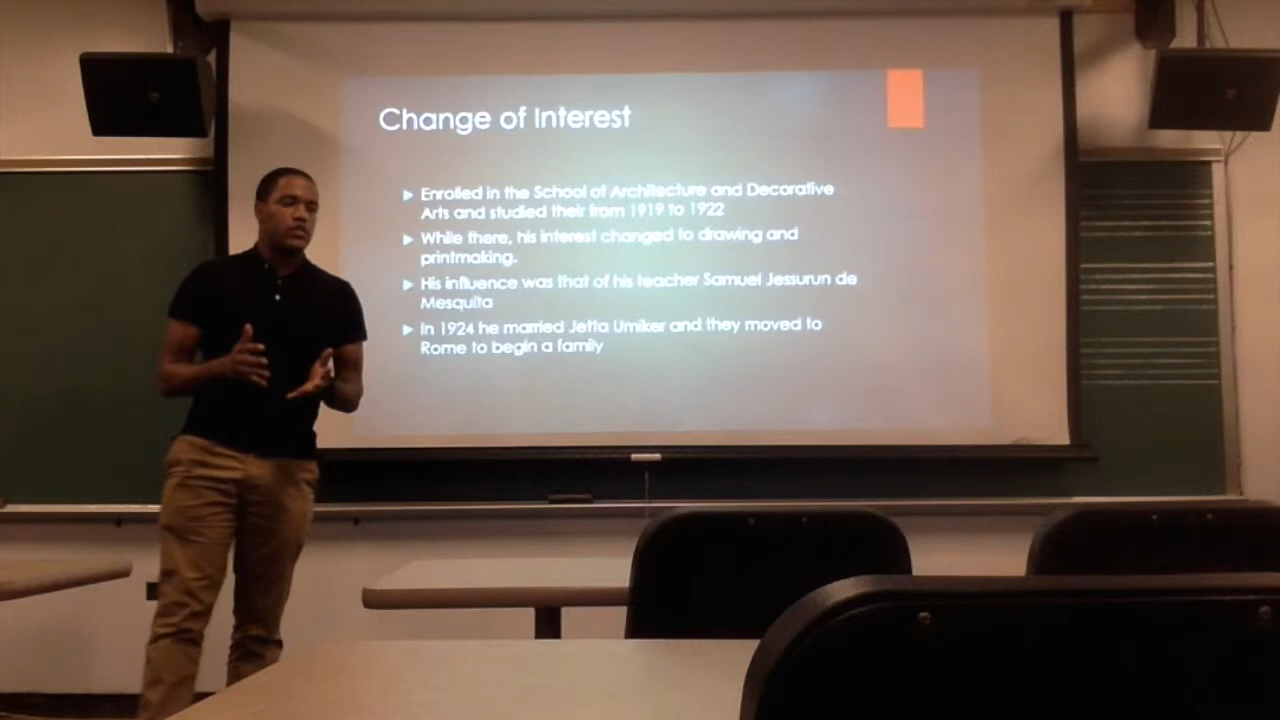 Change of Interest
Enrolled in the School of Architecture and Decorative
Arts and studied their from 1919 to 1922
While there, his interest changed to drawing and
printmaking.
His influence was that of his teacher Samuel Jessurun de
Mesquita
In 1924 he married Jetta Umiker and they moved to
Rome to begin a family